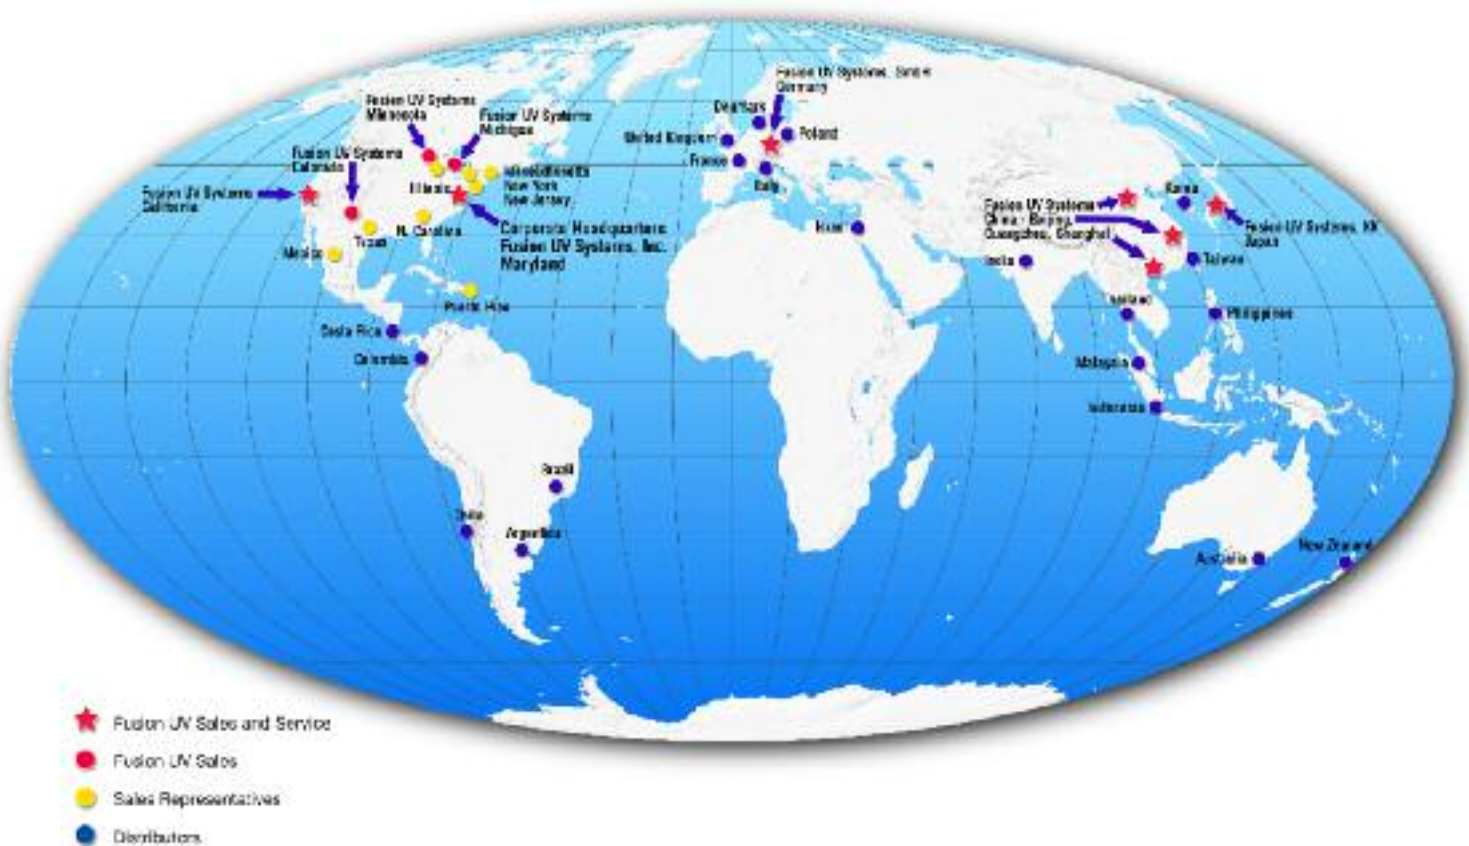 Fusion UV Systems, GmbH
Germany
Fusion UV Systems
Minnesota
Fusion UV Systems
Michigan
Denmark
United Kingdom
Poland
France
Italy
Fusion UV Systems
Colorado
Fusion UV Systems
California
Illinois
Massachusetts
New York
New Jersey
N. Carolina
Texas
Mexico
Corporate Headquarters
Fusion UV Systems, Inc.
Maryland
Puerto Rico
Costa Rica
Colombia
Brazil
Chile
Argentina
Israel
India
Fusion UV Systems
China - Beijing,
Guangzhou, Shanghai
Korea
Fusion UV Systems, KK
Japan
Taiwan
Thailand
Philippines
Malaysia
Indonesia
Australia
New Zealand
Fusion UV Sales and Service
Fusion UV Sales
Sales Representatives
Distributors